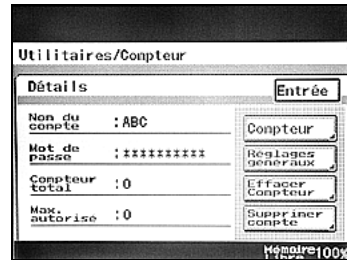 Utilitaires/Compteur
Détails
Entrée
Nom du compte : ABC
Compteur
Mot de passe : **********
Réglages généraux
Compteur total : 0
Effacer Compteur
Max. autorisé : 0
Supprimer compte
Mémoire Libre 100%